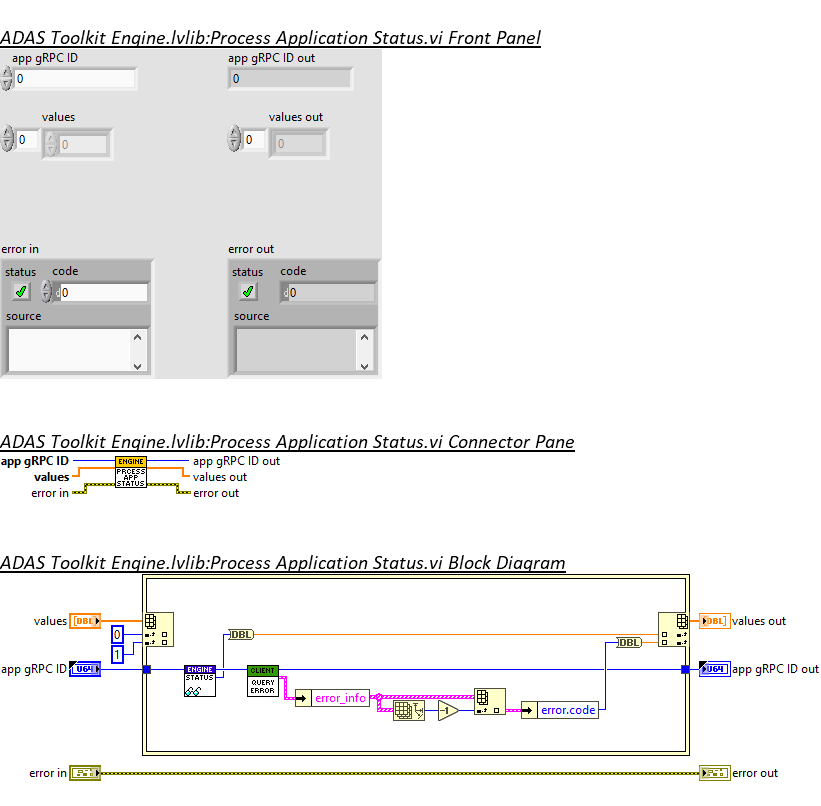 ADAS Toolkit Engine.lvlib:Process Application Status.vi Front Panel
app gRPC ID
app gRPC ID out
0
0
values
values out
0
0
0
0
error in
error out
status
code
status
code
d0
d0
source
source
ADAS Toolkit Engine.lvlib:Process Application Status.vi Connector Pane
app gRPC ID
ENGINE
app gRPC ID out
values
PRCESS
values out
APP
error in
STATUS
error out
ADAS Toolkit Engine.lvlib:Process Application Status.vi Block Diagram
values
DBL
0
DBL
DBL
DBL
values out
1
app gRPC ID
U64
ENGINE
STATUS
CLIENT
QUERY
ERROR
U64
app gRPC ID out
error_info
-1
error.code
error in
error out